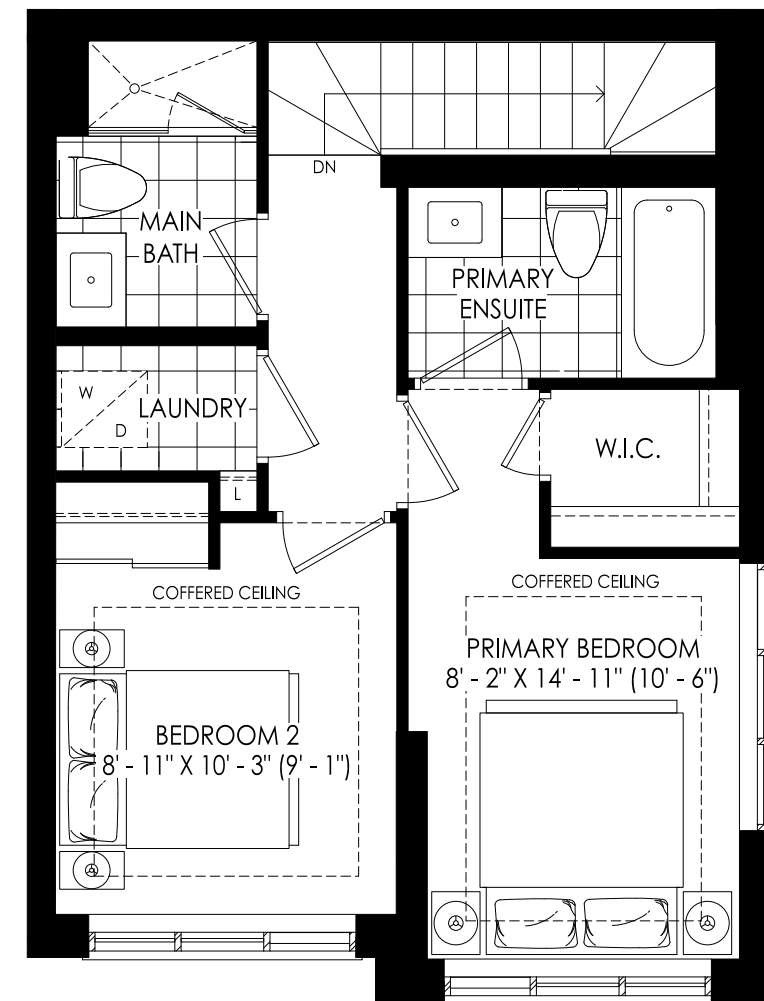 DN
MAIN
BATH
PRIMARY
ENSUITE
W
D
LAUNDRY
L
W.I.C.
COFFERED CEILING
BEDROOM 2
8' - 11" X 10' - 3" (9' - 1")
COFFERED CEILING
PRIMARY BEDROOM
8' - 2" X 14' - 11" (10' - 6")